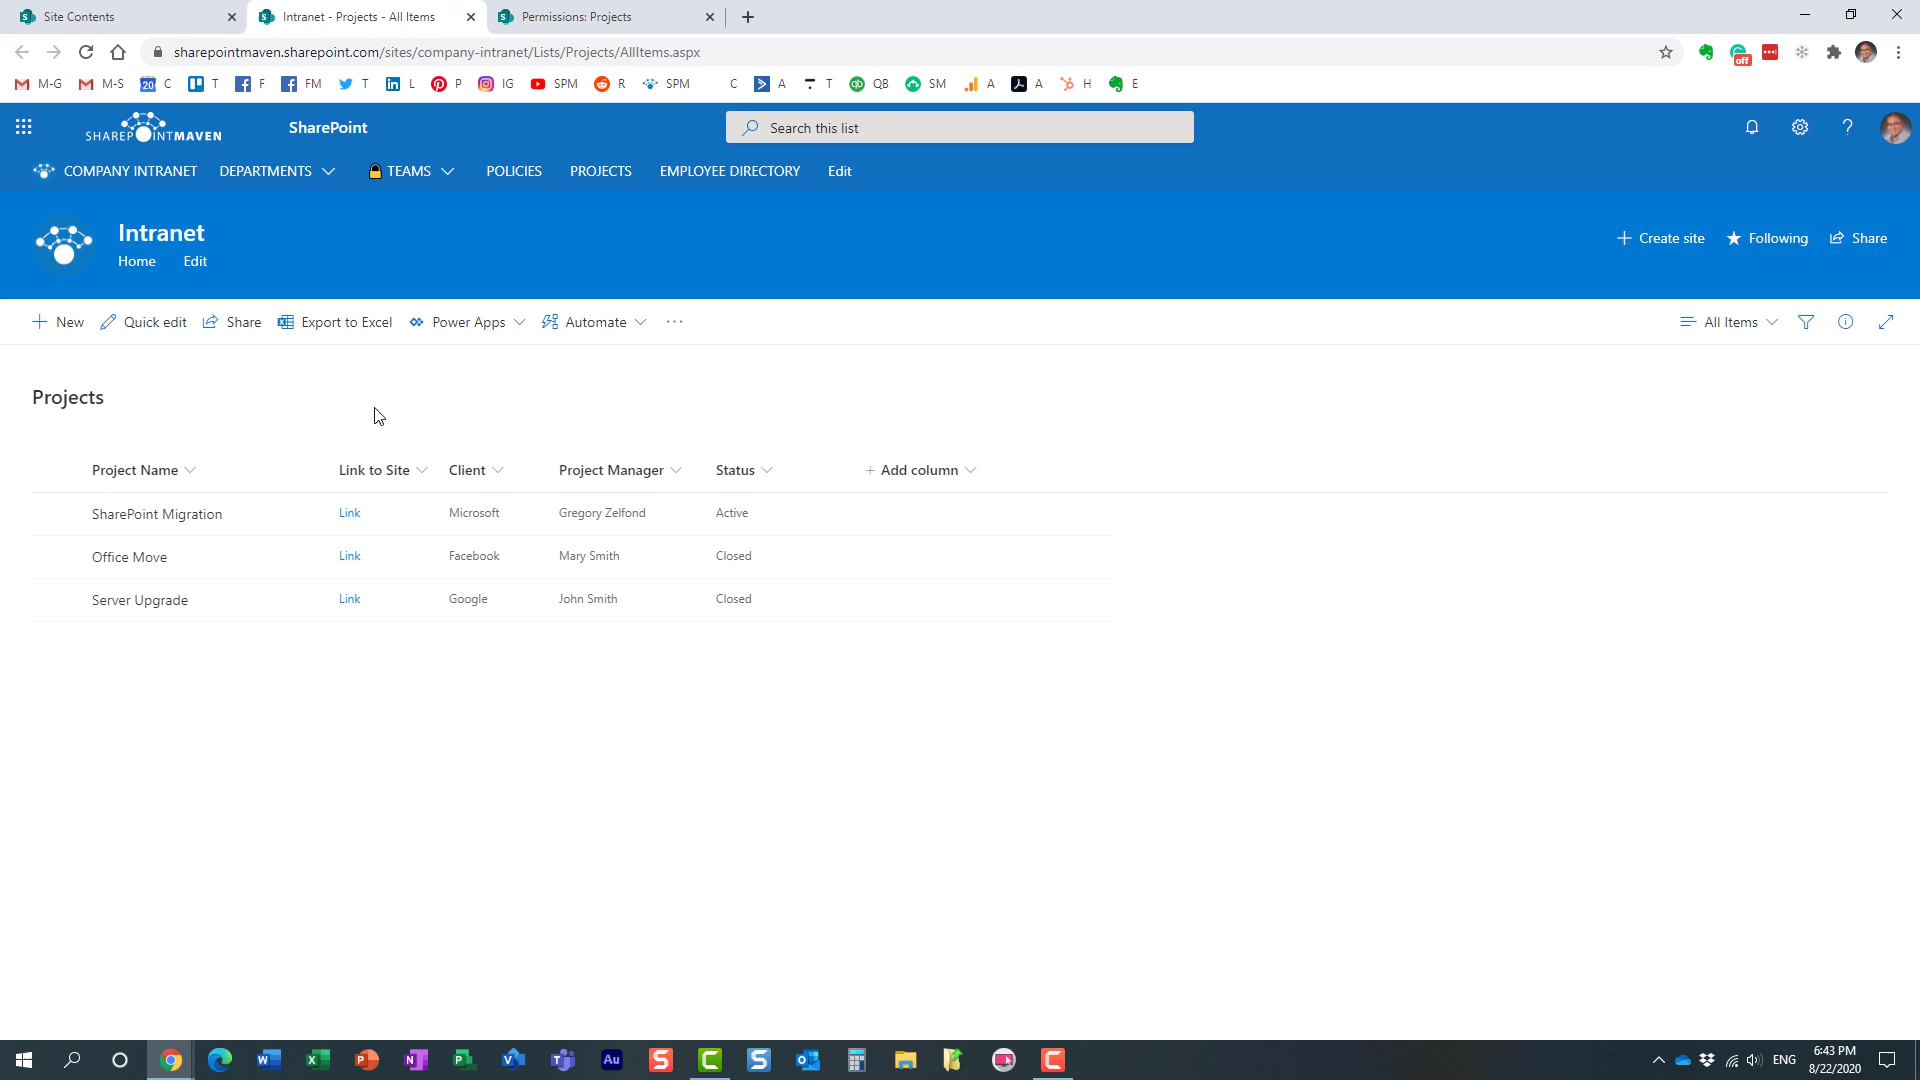 Site Contents
Intranet - Projects - All Items
Permissions: Projects
sharepointmaven.sharepoint.com/sites/company-intranet/Lists/Projects/AllItems.aspx
off
M-G M-S 20 C T F FM T L P IG SPM R SPM C A T QB SM A A H E
SHAREPOINTMAVEN SharePoint Search this list
COMPANY INTRANET DEPARTMENTS TEAMS POLICIES PROJECTS EMPLOYEE DIRECTORY Edit
Intranet
Home Edit
Create site Following Share
New Quick edit Share Export to Excel Power Apps Automate All Items
Projects
Project Name Link to Site Client Project Manager Status + Add column
SharePoint Migration Link Microsoft Gregory Zelfond Active
Office Move Link Facebook Mary Smith Closed
Server Upgrade Link Google John Smith Closed
ENG
6:43 PM
8/22/2020